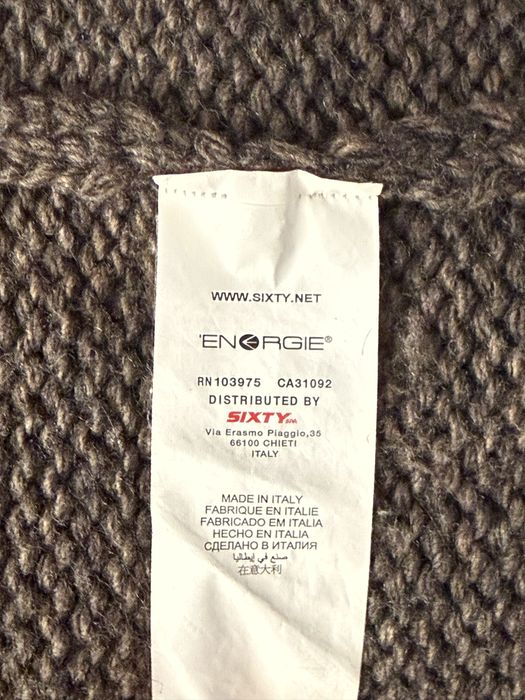 WWW.SIXTY.NET
'ENERGIE®
RN103975 CA31092
DISTRIBUTED BY
SIXTY SPA
Via Erasmo Piaggio,35
66100 CHIETI
ITALY
MADE IN ITALY
FABRIQUE EN ITALIE
FABRICADO EM ITALIA
HECHO EN ITALIA
СДЕЛАНО В ИТАЛИЯ
صنع في إيطاليا
在意大利